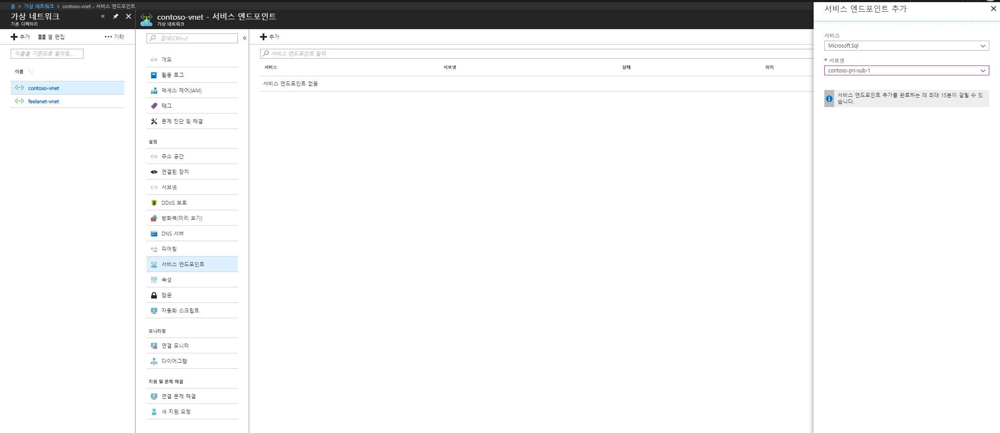 홈 > 가상 네트워크 > contoso-vnet - 서비스 엔드포인트
가상 네트워크
기본 디렉터리
추가
열 편집
기타
이름을 기준으로 필터링...
이름
contoso-vnet
feelanet-vnet
contoso-vnet - 서비스 엔드포인트
가상 네트워크
검색(Ctrl+/)
개요
활동 로그
액세스 제어(IAM)
태그
문제 진단 및 해결
설정
주소 공간
연결된 장치
서브넷
DDoS 보호
방화벽(미리 보기)
DNS 서버
피어링
서비스 엔드포인트
속성
잠금
자동화 스크립트
모니터링
연결 모니터
다이어그램
지원 및 문제 해결
연결 문제 해결
새 지원 요청
추가
서비스 엔드포인트 필터
서비스 서브넷 상태 위치
서비스 엔드포인트 없음
서비스 엔드포인트 추가
서비스
Microsoft.Sql
* 서브넷
contoso-pri-sub-1
서비스 엔드포인트 추가를 완료하는 데 최대 15분이 걸릴 수 있
습니다.